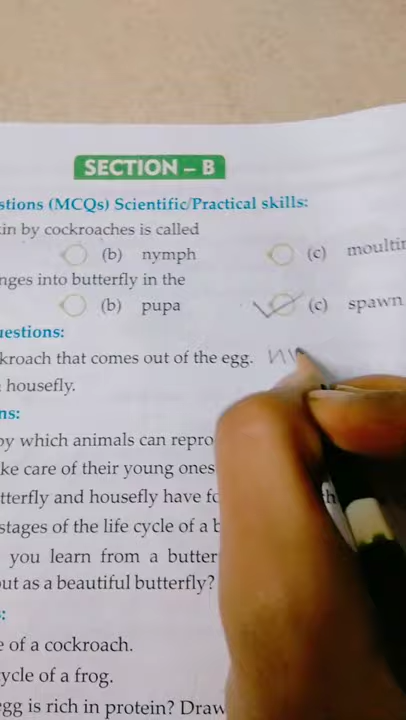 SECTION – B
stions (MCQs) Scientific/Practical skills:
in by cockroaches is called
(b) nymph (c) moultin
nges into butterfly in the
(b) pupa (c) spawn
uestions:
kroach that comes out of the egg.
housefly.
ns:
by which animals can repro
ke care of their young ones
tterfly and housefly have fo
stages of the life cycle of a b
you learn from a butter
out as a beautiful butterfly?
s:
e of a cockroach.
ycle of a frog.
egg is rich in protein? Draw